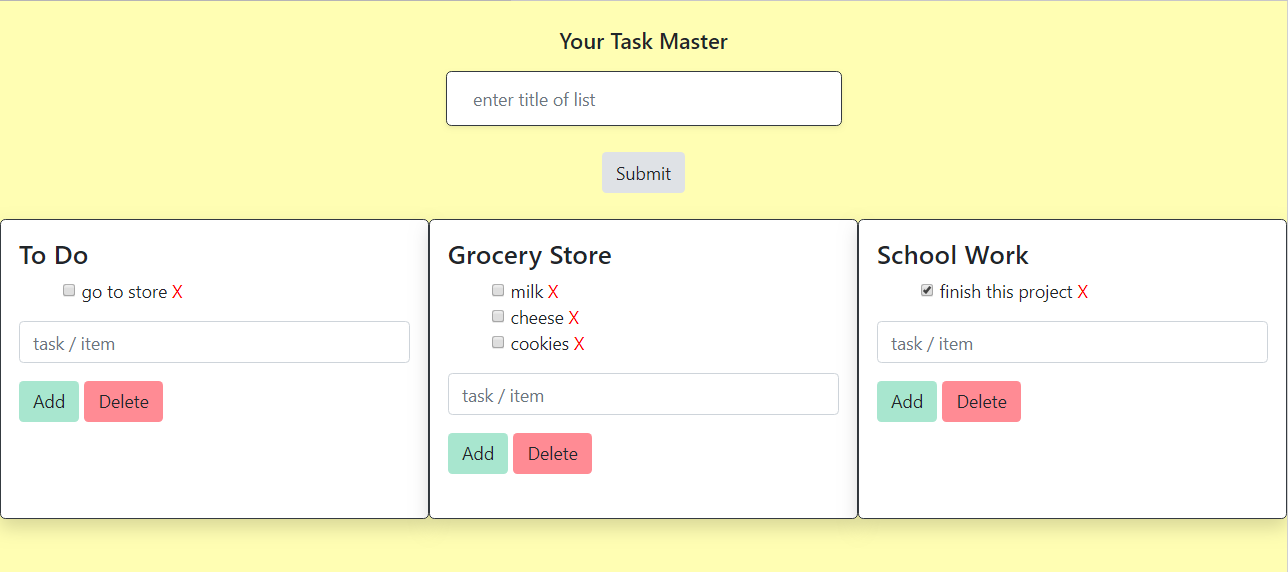 Your Task Master
enter title of list
Submit
To Do
go to store X
task / item
Add Delete
Grocery Store
milk X
cheese X
cookies X
task / item
Add Delete
School Work
finish this project X
task / item
Add Delete